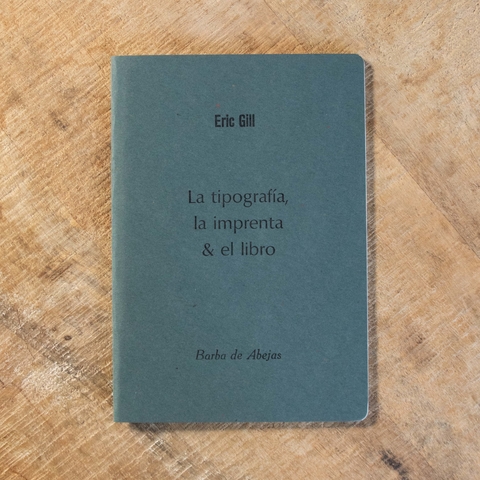 Eric Gill
La tipografía,
la imprenta
& el libro
Barba de Abejas